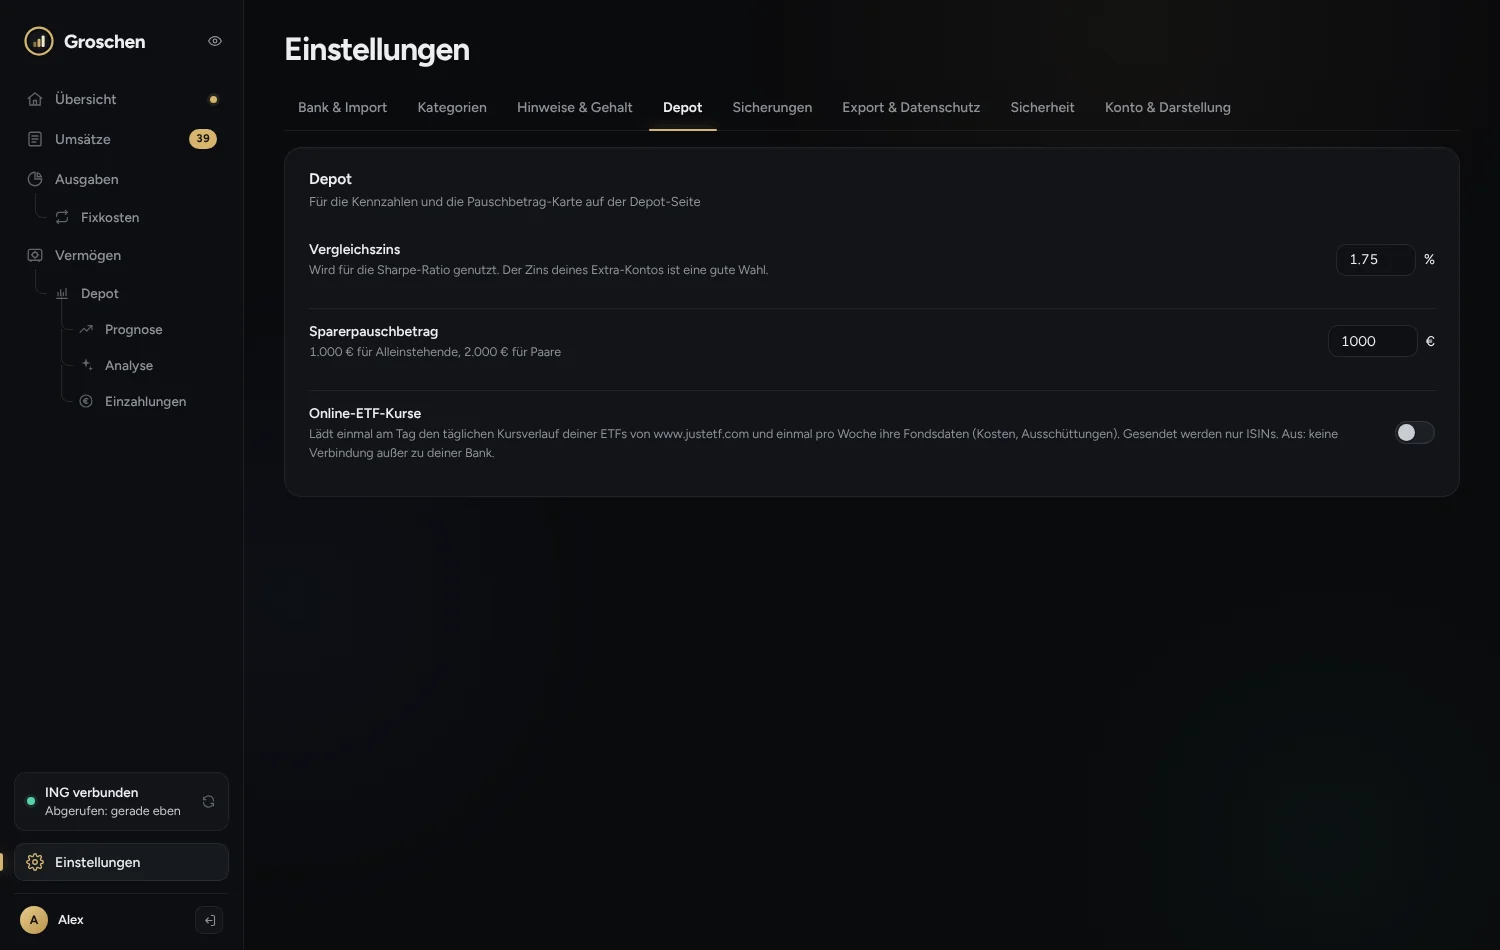 Groschen
Übersicht
Umsätze 39
Ausgaben
Fixkosten
Vermögen
Depot
Prognose
Analyse
Einzahlungen
ING verbunden
Abgerufen: gerade eben
Einstellungen
A Alex
Einstellungen
Bank & Import Kategorien Hinweise & Gehalt Depot Sicherungen Export & Datenschutz Sicherheit Konto & Darstellung
Depot
Für die Kennzahlen und die Pauschbetrag-Karte auf der Depot-Seite
Vergleichszins
Wird für die Sharpe-Ratio genutzt. Der Zins deines Extra-Kontos ist eine gute Wahl.
1.75 %
Sparerpauschbetrag
1.000 € für Alleinstehende, 2.000 € für Paare
1000 €
Online-ETF-Kurse
Lädt einmal am Tag den täglichen Kursverlauf deiner ETFs von www.justetf.com und einmal pro Woche ihre Fondsdaten (Kosten, Ausschüttungen). Gesendet werden nur ISINs. Aus: keine
Verbindung außer zu deiner Bank.